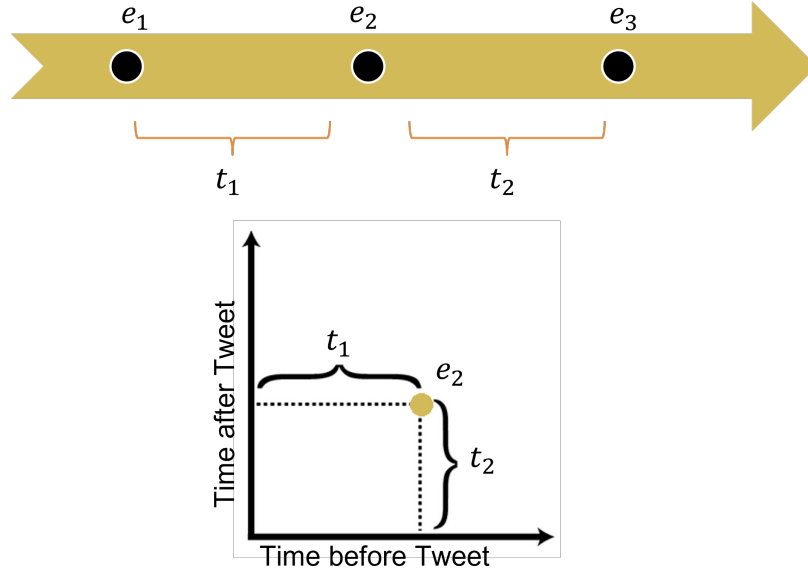 e₁ e₂ e₃
t₁ t₂
t₁
e₂
t₂
Time after Tweet
Time before Tweet